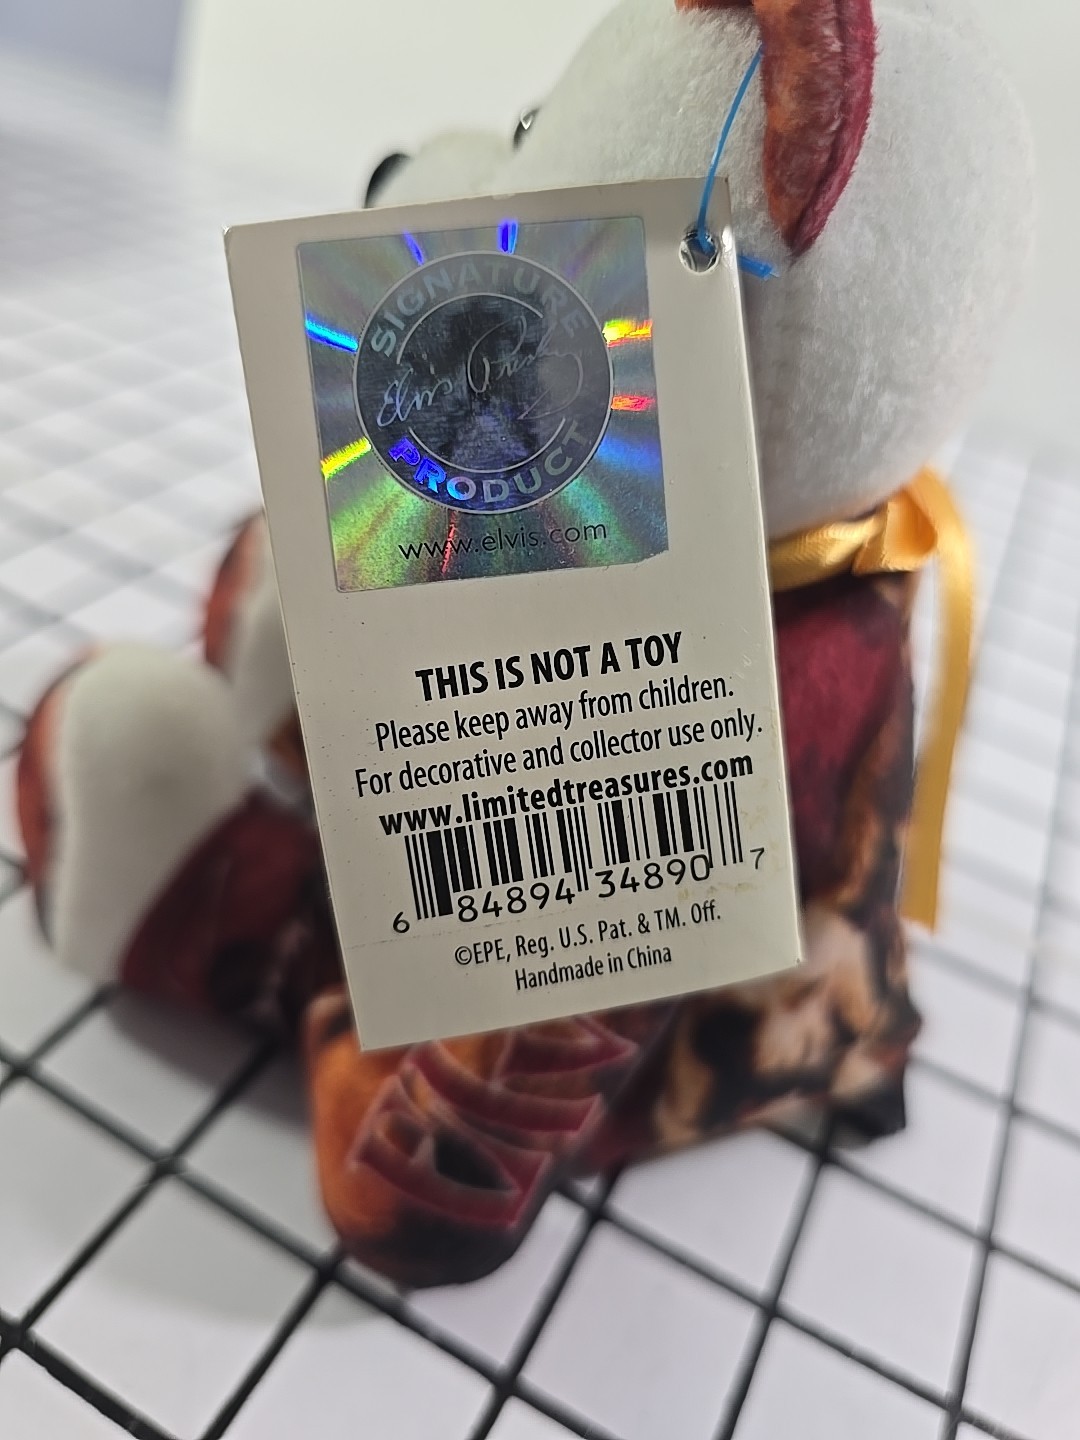 SIGNATURE
Elvis Presley
PRODUCT
www.elvis.com
THIS IS NOT A TOY
Please keep away from children.
For decorative and collector use only.
www.limitedtreasures.com
6 84894 34890 7
©EPE, Reg. U.S. Pat. & TM. Off.
Handmade in China